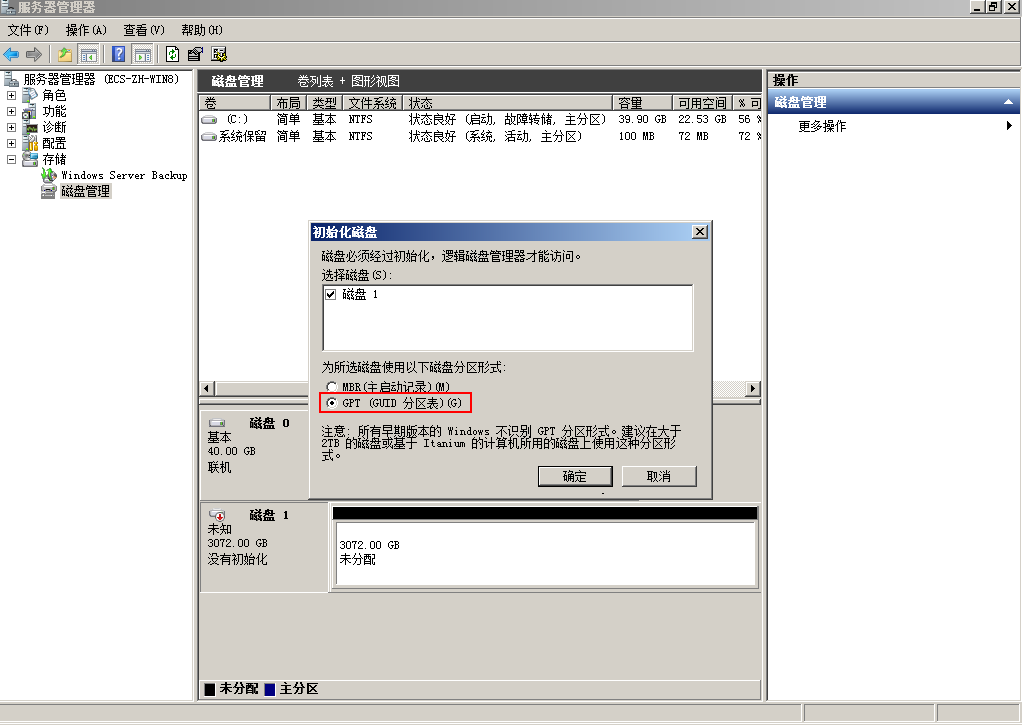 服务器管理器
文件(F) 操作(A) 查看(V) 帮助(H)
服务器管理器 (ECS-ZH-WIN8)
角色
功能
诊断
配置
存储
Windows Server Backup
磁盘管理
磁盘管理 卷列表 + 图形视图
卷 布局 类型 文件系统 状态 容量 可用空间 % 可
(C:) 简单 基本 NTFS 状态良好 (启动, 故障转储, 主分区) 39.90 GB 22.53 GB 56 %
系统保留 简单 基本 NTFS 状态良好 (系统, 活动, 主分区) 100 MB 72 MB 72 %
初始化磁盘
磁盘必须经过初始化，逻辑磁盘管理器才能访问。
选择磁盘(S):
磁盘 1
为所选磁盘使用以下磁盘分区形式:
MBR(主启动记录)(M)
GPT (GUID 分区表)(G)
注意: 所有早期版本的 Windows 不识别 GPT 分区形式。建议在大于
2TB 的磁盘或基于 Itanium 的计算机所用的磁盘上使用这种分区形
式。
确定 取消
磁盘 0
基本
40.00 GB
联机
磁盘 1
未知
3072.00 GB
没有初始化
3072.00 GB
未分配
未分配 主分区
操作
磁盘管理
更多操作